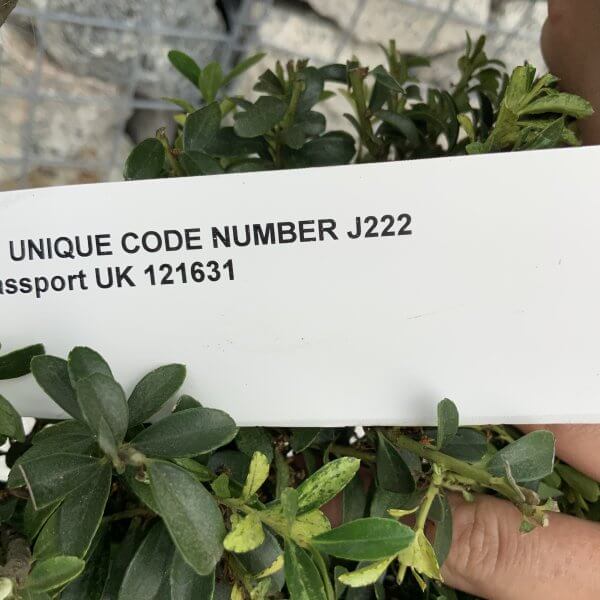 UNIQUE CODE NUMBER J222
assport UK 121631